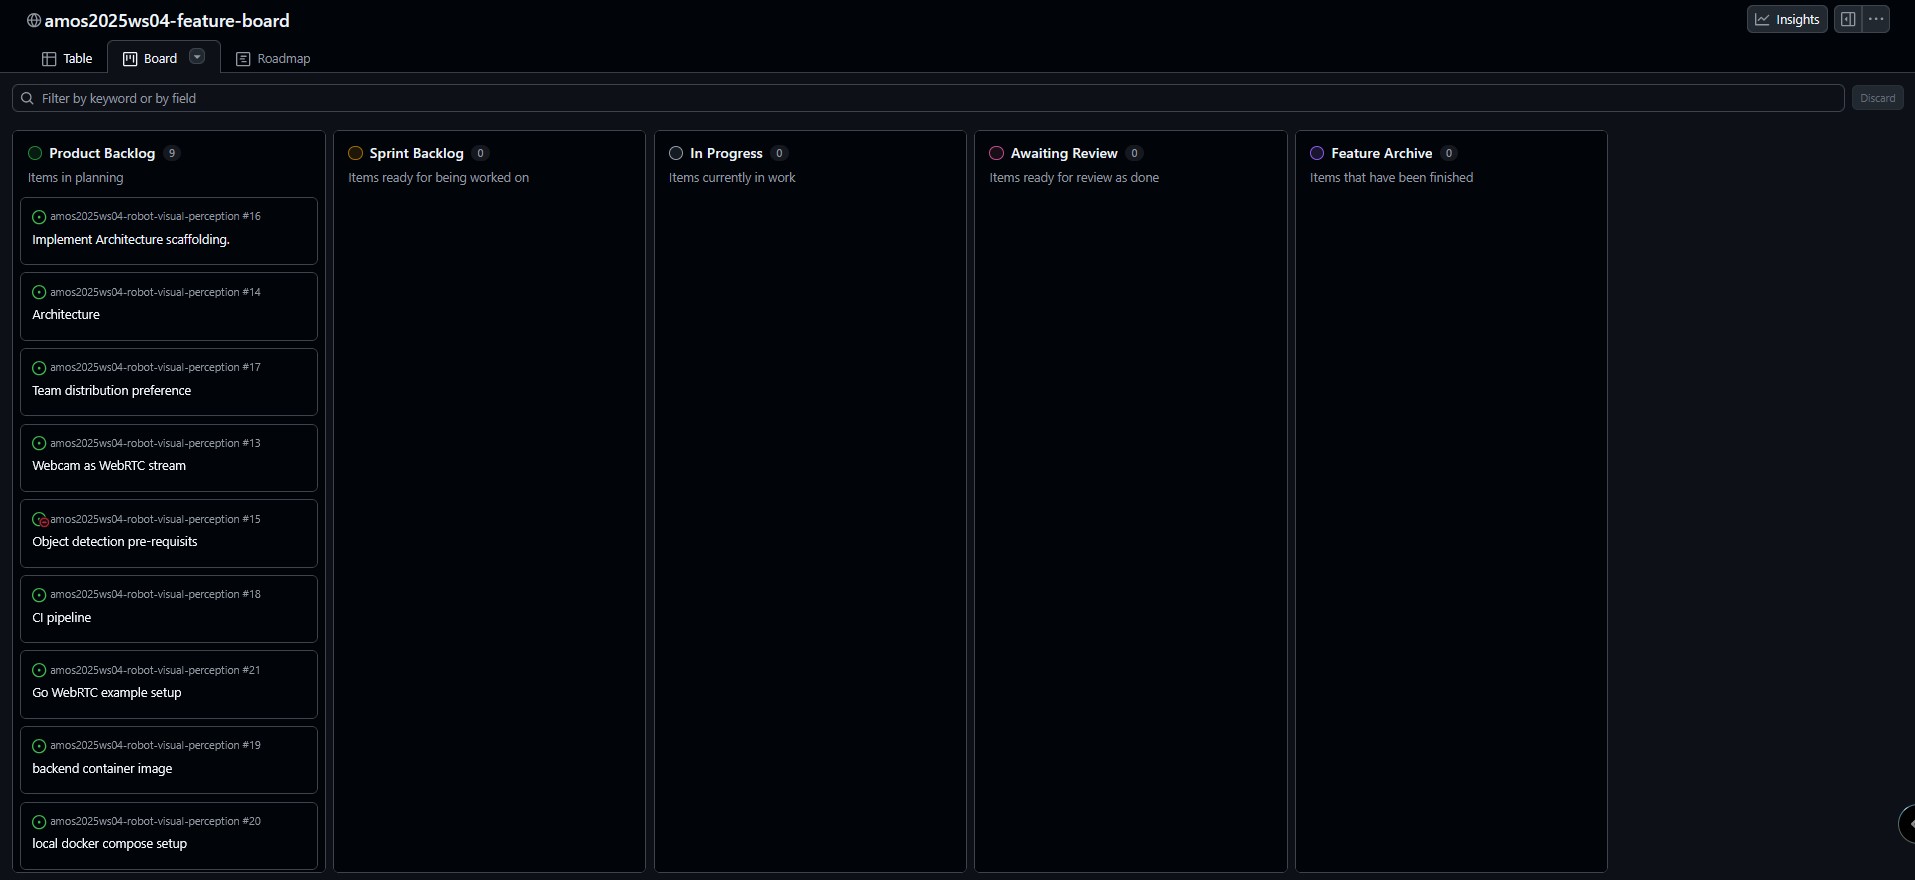 amos2025ws04-feature-board
Insights
Table
Board
Roadmap
Filter by keyword or by field
Discard
Product Backlog 9
Items in planning
amos2025ws04-robot-visual-perception #16
Implement Architecture scaffolding.
amos2025ws04-robot-visual-perception #14
Architecture
amos2025ws04-robot-visual-perception #17
Team distribution preference
amos2025ws04-robot-visual-perception #13
Webcam as WebRTC stream
amos2025ws04-robot-visual-perception #15
Object detection pre-requisits
amos2025ws04-robot-visual-perception #18
CI pipeline
amos2025ws04-robot-visual-perception #21
Go WebRTC example setup
amos2025ws04-robot-visual-perception #19
backend container image
amos2025ws04-robot-visual-perception #20
local docker compose setup
Sprint Backlog 0
Items ready for being worked on
In Progress 0
Items currently in work
Awaiting Review 0
Items ready for review as done
Feature Archive 0
Items that have been finished